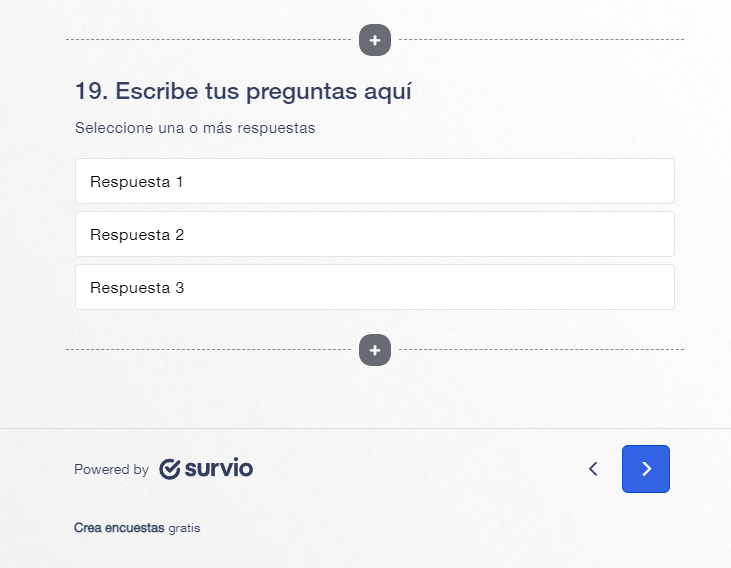 19. Escribe tus preguntas aquí
Seleccione una o más respuestas
Respuesta 1
Respuesta 2
Respuesta 3
Powered by survio
Crea encuestas gratis